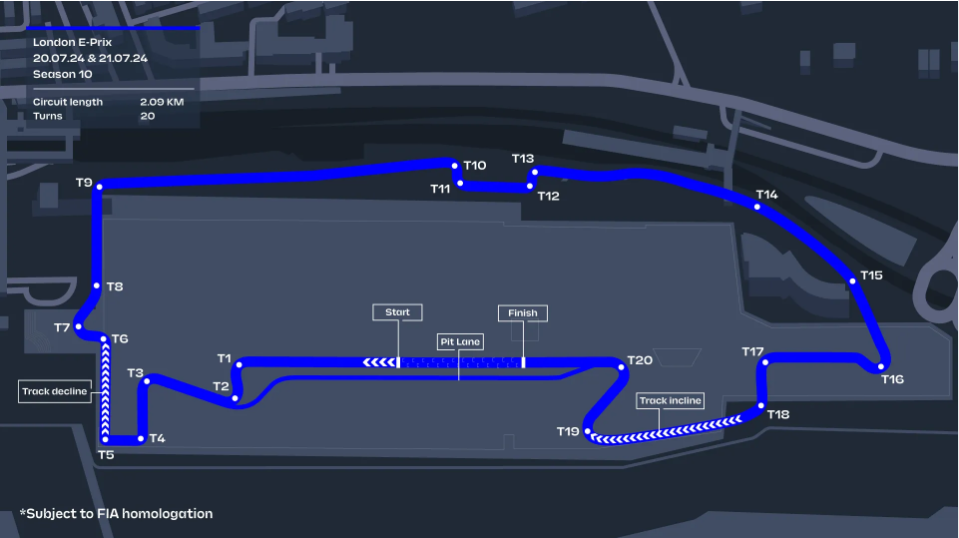 London E-Prix
20.07.24 & 21.07.24
Season 10
Circuit length 2.09 KM
Turns 20
T13
T10
T9
T11
T12
T14
T15
T8
Start
Finish
T7
T6
Pit Lane
T1
T20
T17
T3
T2
T16
Track decline
Track incline
T18
T19
T4
T5
*Subject to FIA homologation